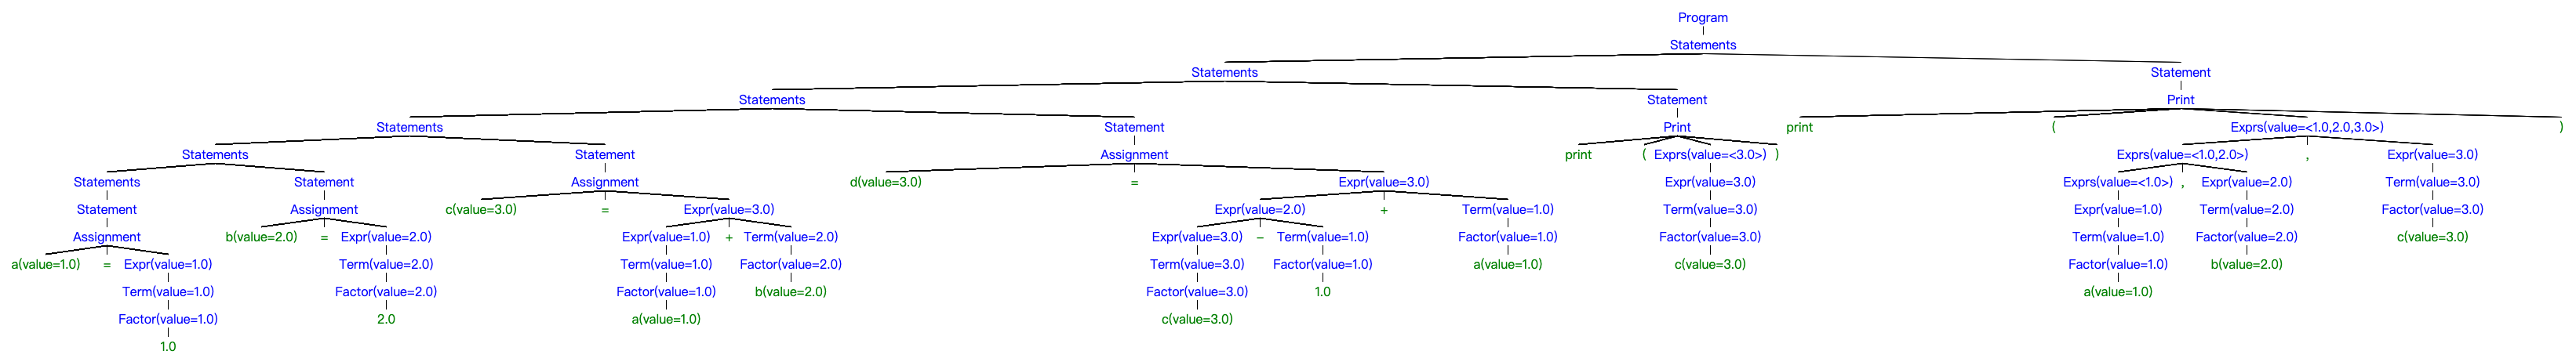 Program
Statements
Statements Statement
Statements Statement Print
Statements Statement Print print ( Exprs(value=<1.0,2.0,3.0>) )
Statements Statement Assignment print ( Exprs(value=<3.0>) ) Exprs(value=<1.0,2.0>) , Expr(value=3.0)
Statements Statement Assignment d(value=3.0) = Expr(value=3.0) Expr(value=3.0) Exprs(value=<1.0>) , Expr(value=2.0) Term(value=3.0)
Statement Assignment c(value=3.0) = Expr(value=3.0) Expr(value=2.0) + Term(value=1.0) Term(value=3.0) Expr(value=1.0) Term(value=2.0) Factor(value=3.0)
Assignment b(value=2.0) = Expr(value=2.0) Expr(value=1.0) + Term(value=2.0) Expr(value=3.0) - Term(value=1.0) Factor(value=1.0) Factor(value=3.0) Term(value=1.0) Factor(value=2.0) c(value=3.0)
a(value=1.0) = Expr(value=1.0) Term(value=2.0) Term(value=1.0) Factor(value=2.0) Term(value=3.0) Factor(value=1.0) a(value=1.0) c(value=3.0) Factor(value=1.0) b(value=2.0)
Term(value=1.0) Factor(value=2.0) Factor(value=1.0) b(value=2.0) Factor(value=3.0) 1.0 a(value=1.0)
Factor(value=1.0) 2.0 a(value=1.0) c(value=3.0)
1.0